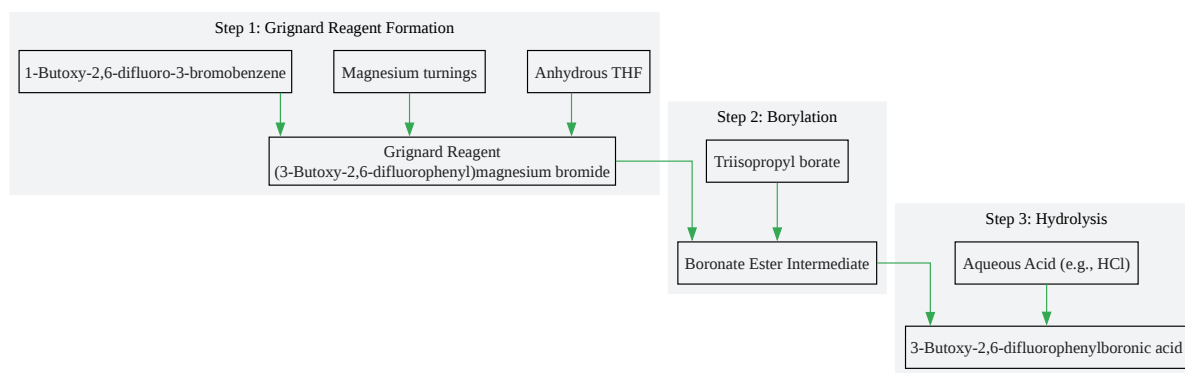 Step 1: Grignard Reagent Formation
1-Butoxy-2,6-difluoro-3-bromobenzene
Magnesium turnings
Anhydrous THF
Grignard Reagent
(3-Butoxy-2,6-difluorophenyl)magnesium bromide
Step 2: Borylation
Triisopropyl borate
Boronate Ester Intermediate
Step 3: Hydrolysis
Aqueous Acid (e.g., HCl)
3-Butoxy-2,6-difluorophenylboronic acid